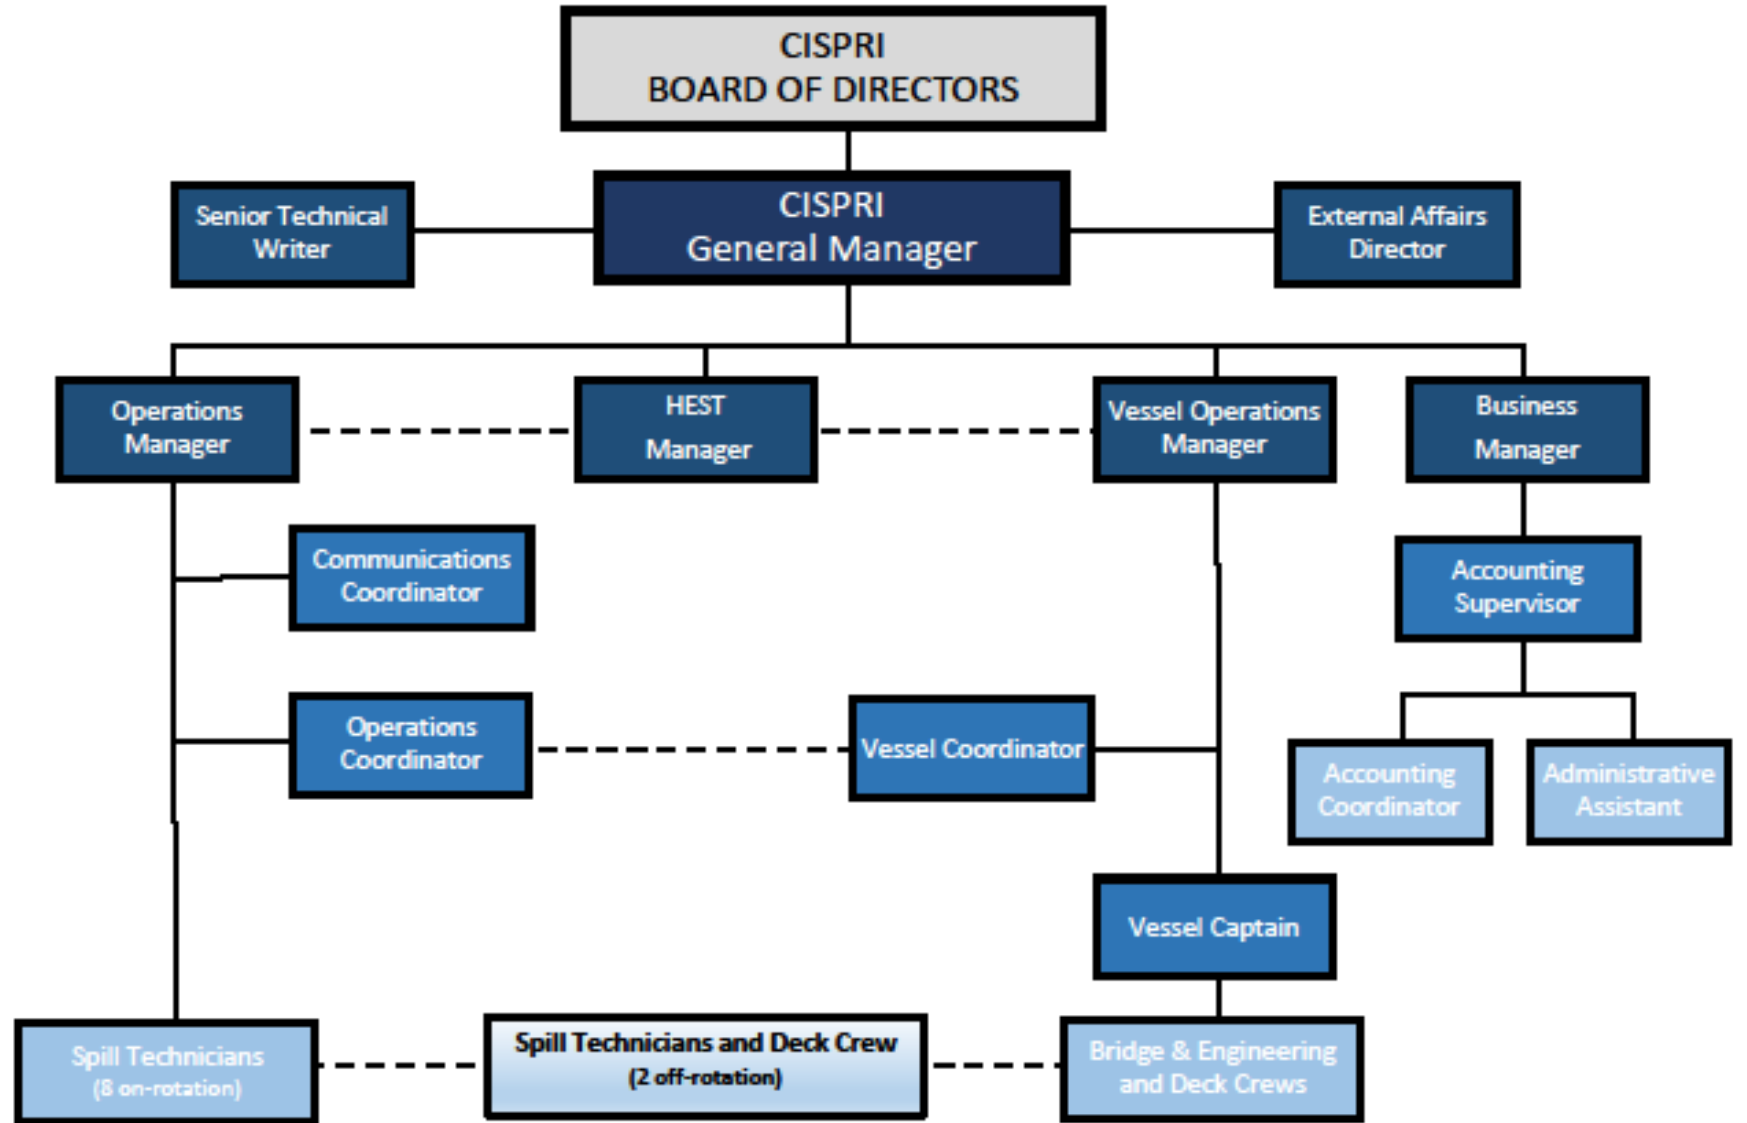 CISPRI
BOARD OF DIRECTORS
Senior Technical
Writer
CISPRI
General Manager
External Affairs
Director
Operations
Manager
HEST
Manager
Vessel Operations
Manager
Business
Manager
Communications
Coordinator
Accounting
Supervisor
Operations
Coordinator
Vessel Coordinator
Accounting
Coordinator
Administrative
Assistant
Vessel Captain
Spill Technicians
(8 on-rotation)
Spill Technicians and Deck Crew
(2 off-rotation)
Bridge & Engineering
and Deck Crews